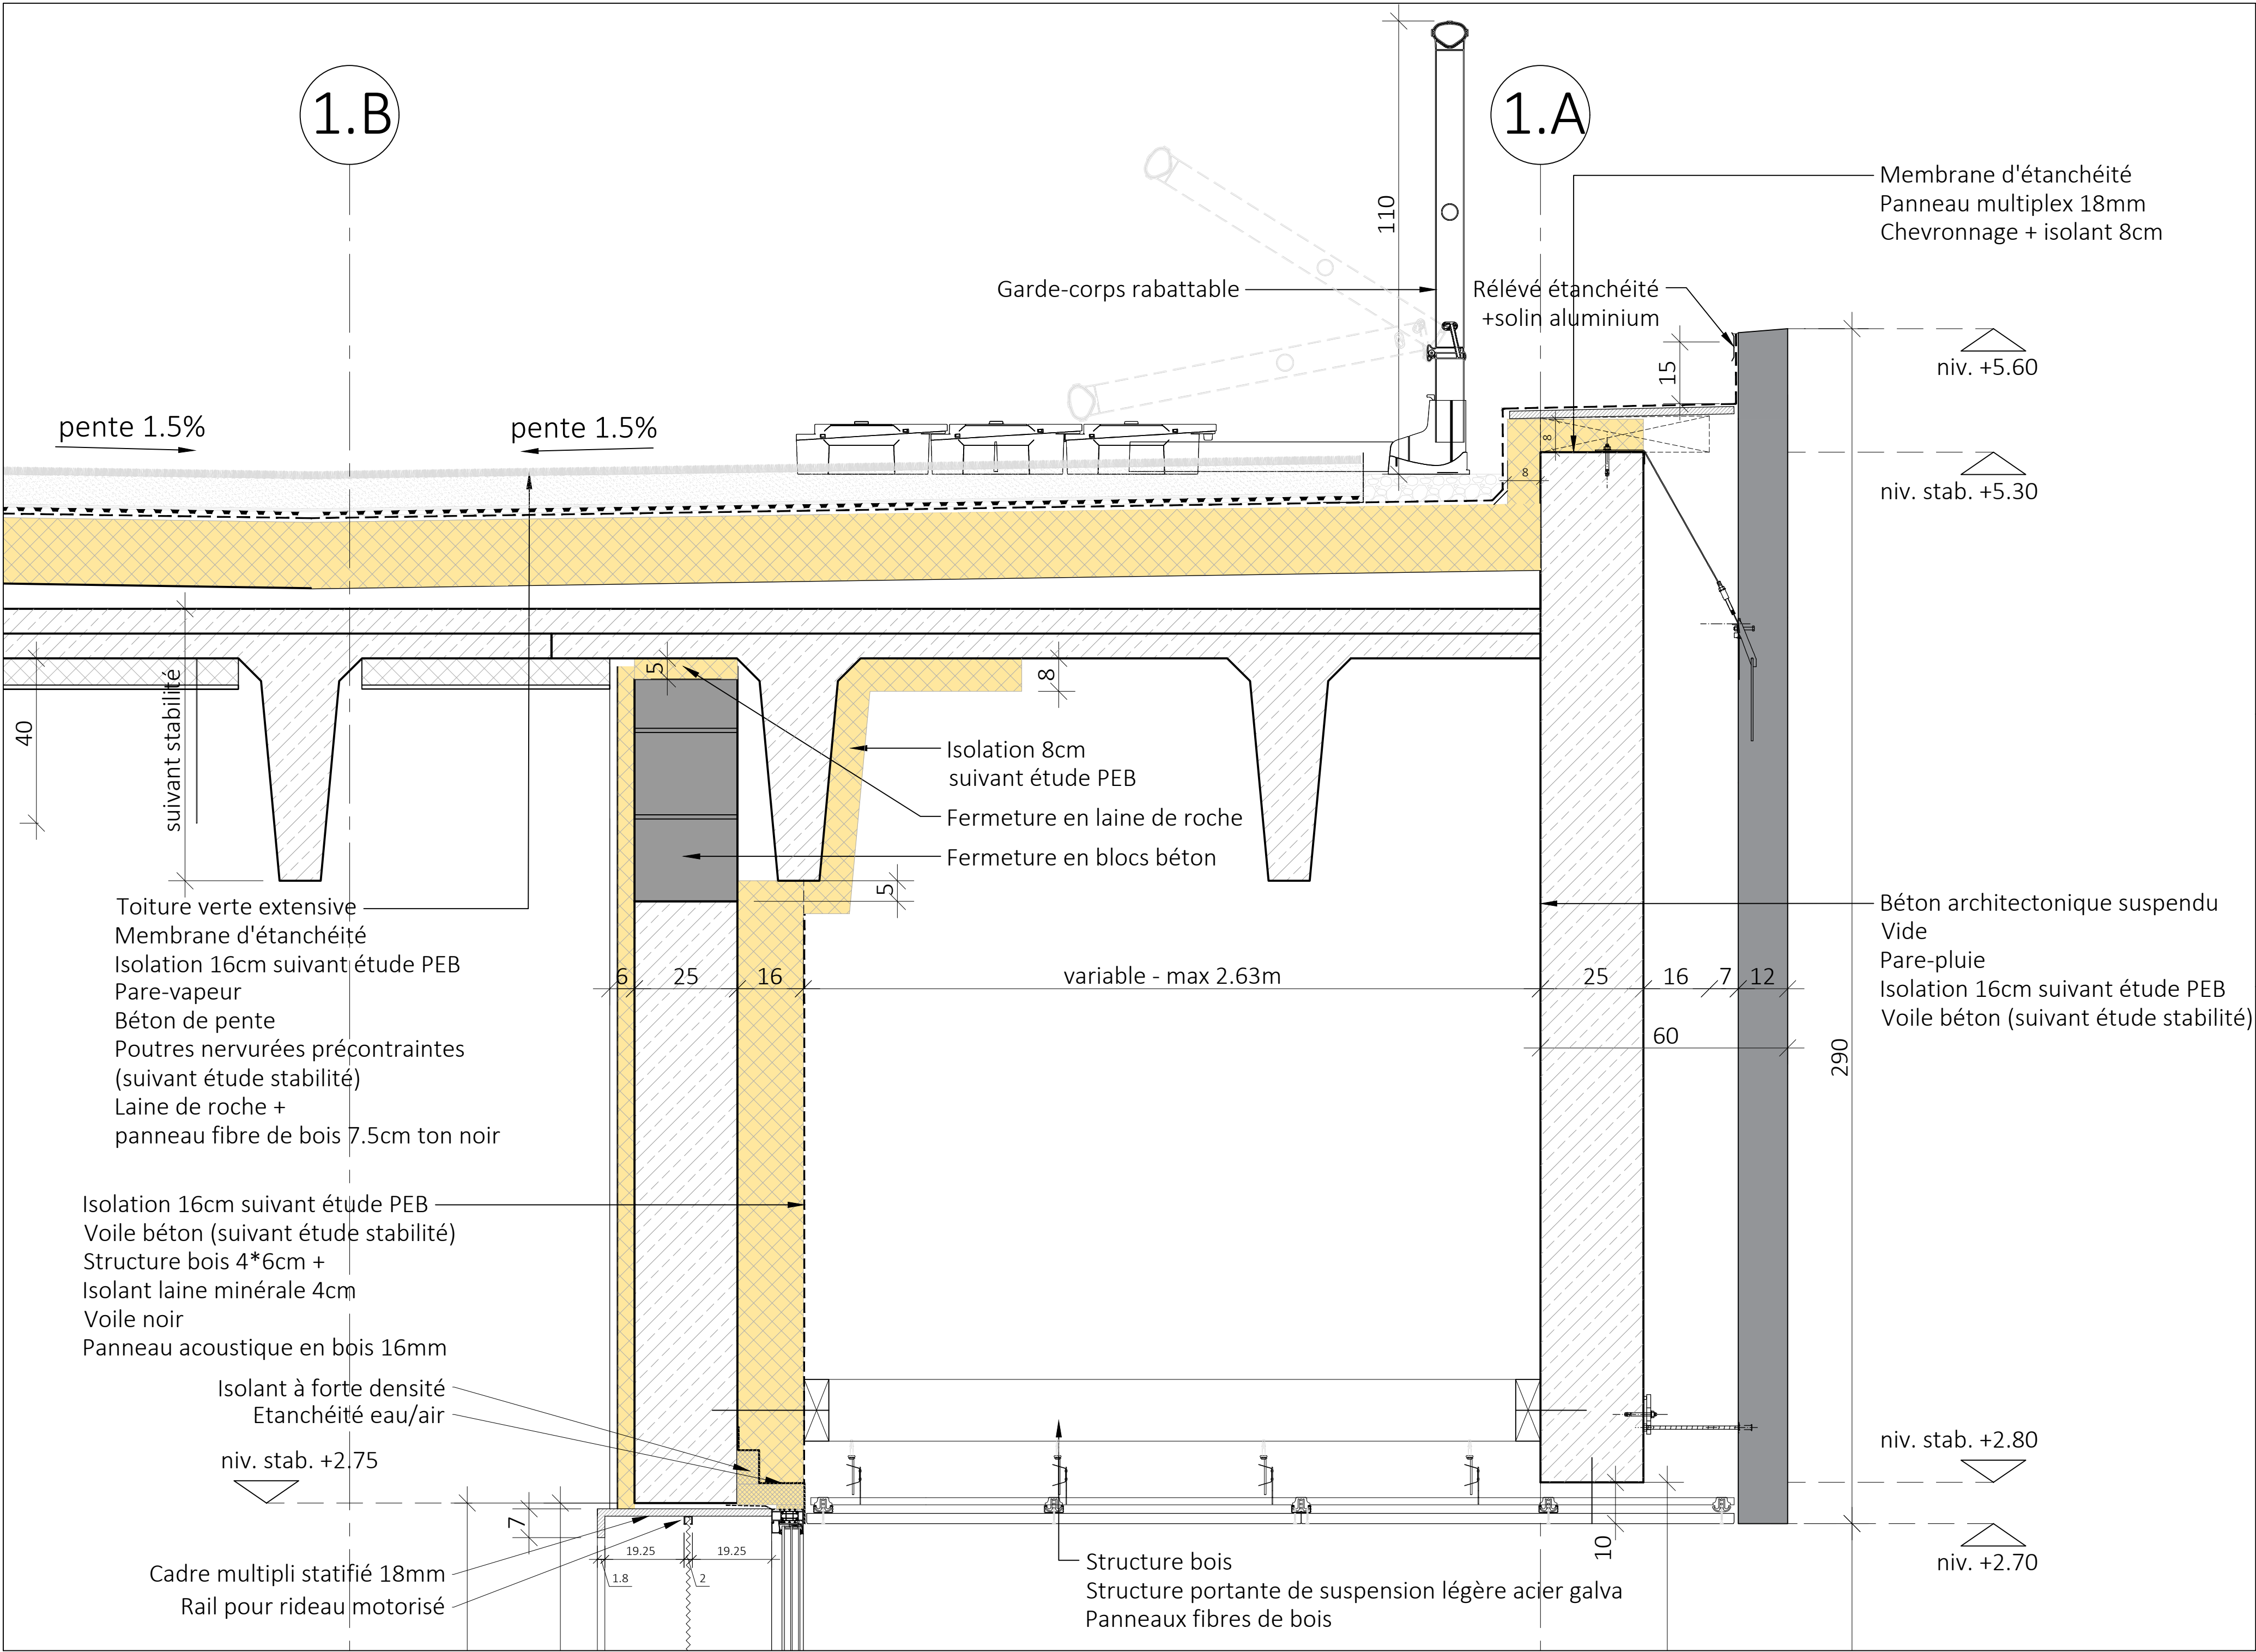 1.B
1.A
110
Membrane d'étanchéité
Panneau multiplex 18mm
Chevronnage + isolant 8cm
Garde-corps rabattable
Rélévé étanchéité
+solin aluminium
15
niv. +5.60
pente 1.5%
pente 1.5%
8
8
niv. stab. +5.30
40
suivant stabilité
5
8
Isolation 8cm
suivant étude PEB
Fermeture en laine de roche
Fermeture en blocs béton
5
Toiture verte extensive
Membrane d'étanchéité
Isolation 16cm suivant étude PEB
Pare-vapeur
Béton de pente
Poutres nervurées précontraintes
(suivant étude stabilité)
Laine de roche +
panneau fibre de bois 7.5cm ton noir
Béton architectonique suspendu
Vide
Pare-pluie
Isolation 16cm suivant étude PEB
Voile béton (suivant étude stabilité)
6
25
16
variable - max 2.63m
25
16
7
12
60
290
Isolation 16cm suivant étude PEB
Voile béton (suivant étude stabilité)
Structure bois 4*6cm +
Isolant laine minérale 4cm
Voile noir
Panneau acoustique en bois 16mm
Isolant à forte densité
Etanchéité eau/air
niv. stab. +2.75
niv. stab. +2.80
7
19.25
19.25
1.8
2
10
niv. +2.70
Cadre multipli statifié 18mm
Rail pour rideau motorisé
Structure bois
Structure portante de suspension légère acier galva
Panneaux fibres de bois